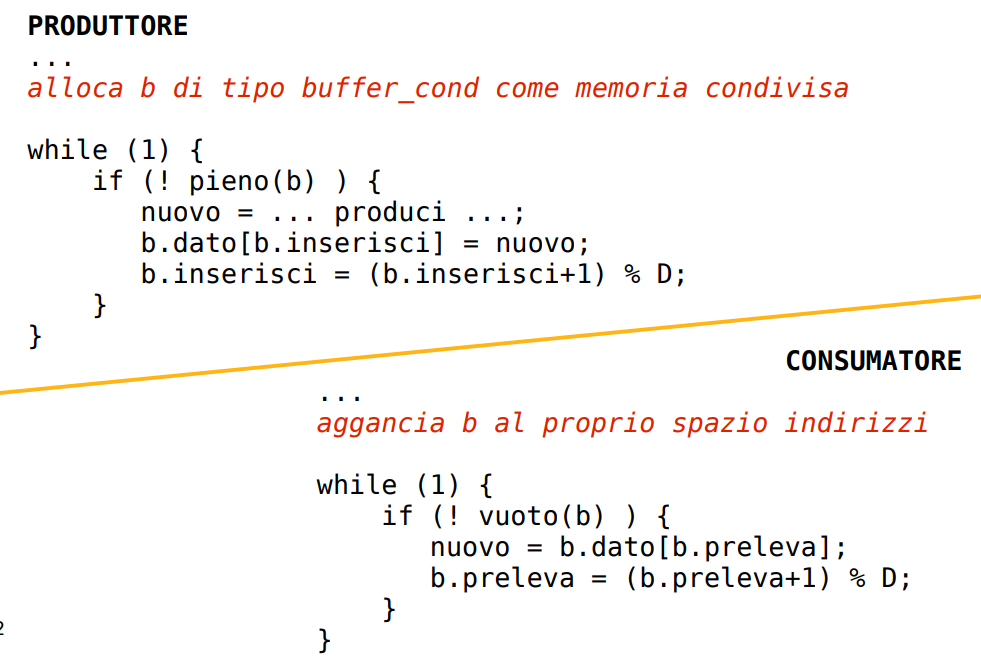 PRODUTTORE
...
alloca b di tipo buffer_cond come memoria condivisa
while (1) {
if (! pieno(b) ) {
nuovo = ... produci ...;
b.dato[b.inserisci] = nuovo;
b.inserisci = (b.inserisci+1) % D;
}
}
CONSUMATORE
...
aggancia b al proprio spazio indirizzi
while (1) {
if (! vuoto(b) ) {
nuovo = b.dato[b.preleva];
b.preleva = (b.preleva+1) % D;
}
}
2